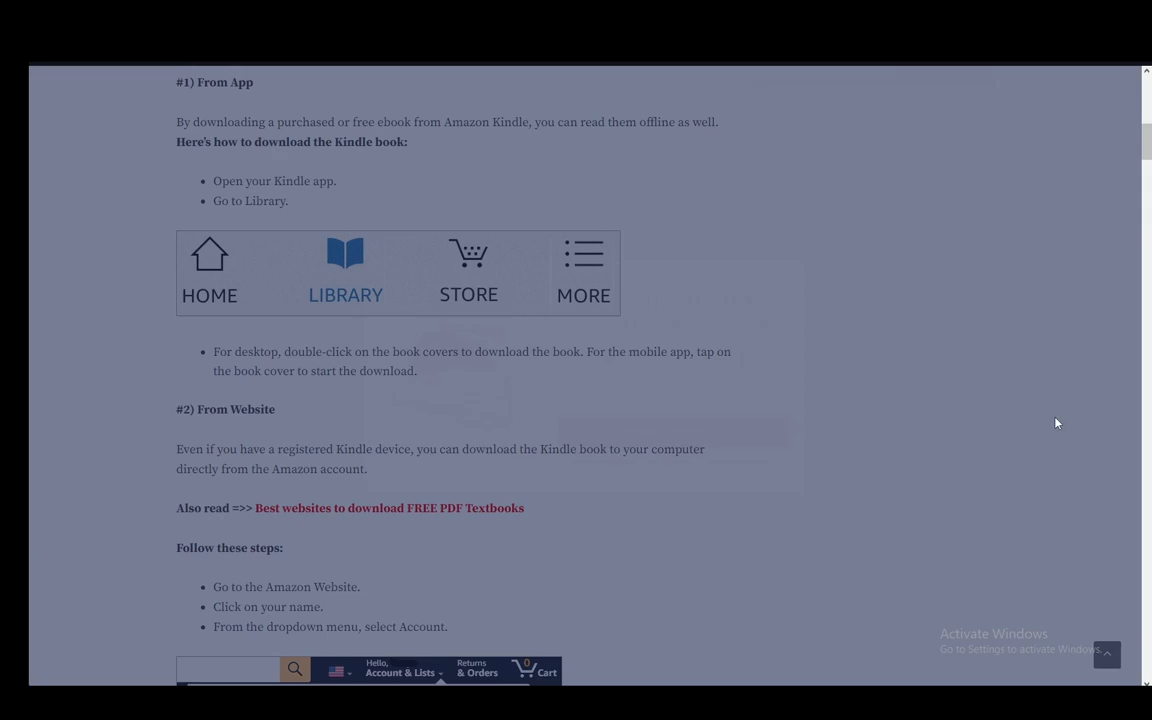 #1) From App
By downloading a purchased or free ebook from Amazon Kindle, you can read them offline as well.
Here's how to download the Kindle book:
• Open your Kindle app.
• Go to Library.
HOME LIBRARY STORE MORE
• For desktop, double-click on the book covers to download the book. For the mobile app, tap on
the book cover to start the download.
#2) From Website
Even if you have a registered Kindle device, you can download the Kindle book to your computer
directly from the Amazon account.
Also read =>> Best websites to download FREE PDF Textbooks
Follow these steps:
• Go to the Amazon Website.
• Click on your name.
• From the dropdown menu, select Account.
Activate Windows
Go to Settings to activate Windows.
Hello, Returns 0
Account & Lists & Orders Cart